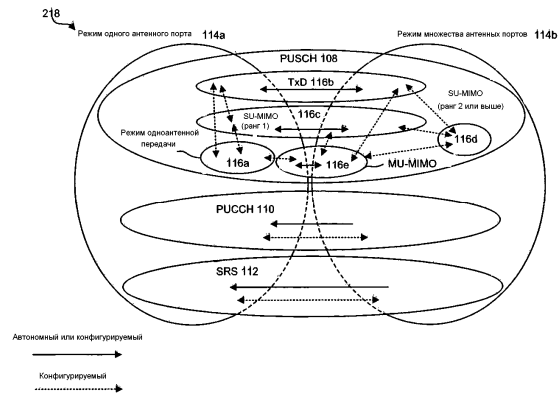 218
Режим одного антенного порта 114a
Режим множества антенных портов 114b
PUSCH 108
TxD 116b
SU-MIMO
(ранг 1)
116c
SU-MIMO
(ранг 2 или выше)
116d
Режим одноантенной
передачи
116a
116e
MU-MIMO
PUCCH 110
SRS 112
Автономный или конфигурируемый
Конфигурируемый